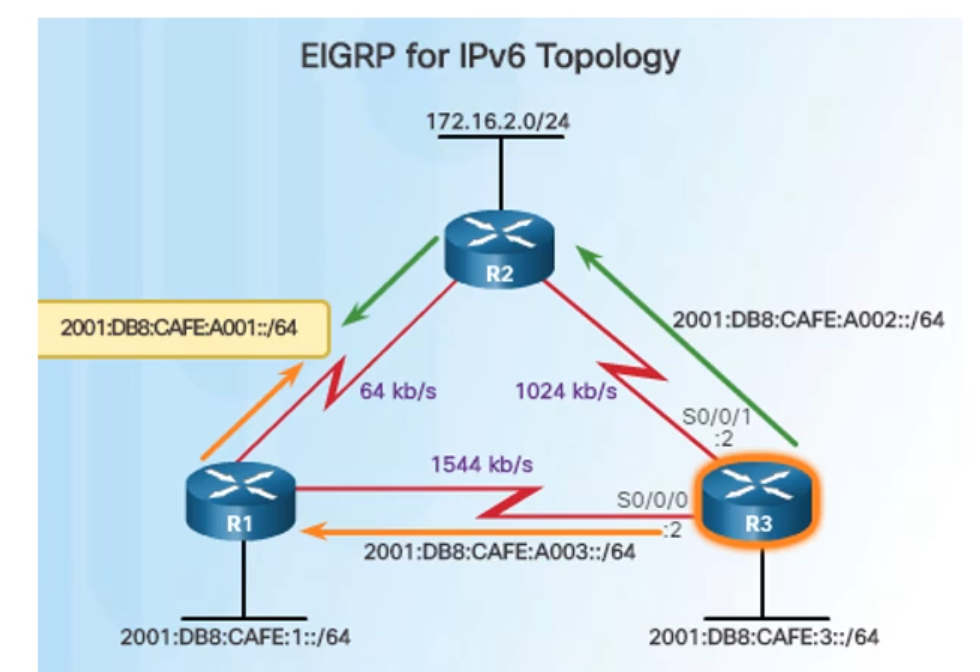 EIGRP for IPv6 Topology
172.16.2.0/24
R2
2001:DB8:CAFE:A001::/64
2001:DB8:CAFE:A002::/64
64 kb/s
1024 kb/s
S0/0/1
:2
1544 kb/s
S0/0/0
R1
R3
:2
2001:DB8:CAFE:A003::/64
2001:DB8:CAFE:1::/64
2001:DB8:CAFE:3::/64